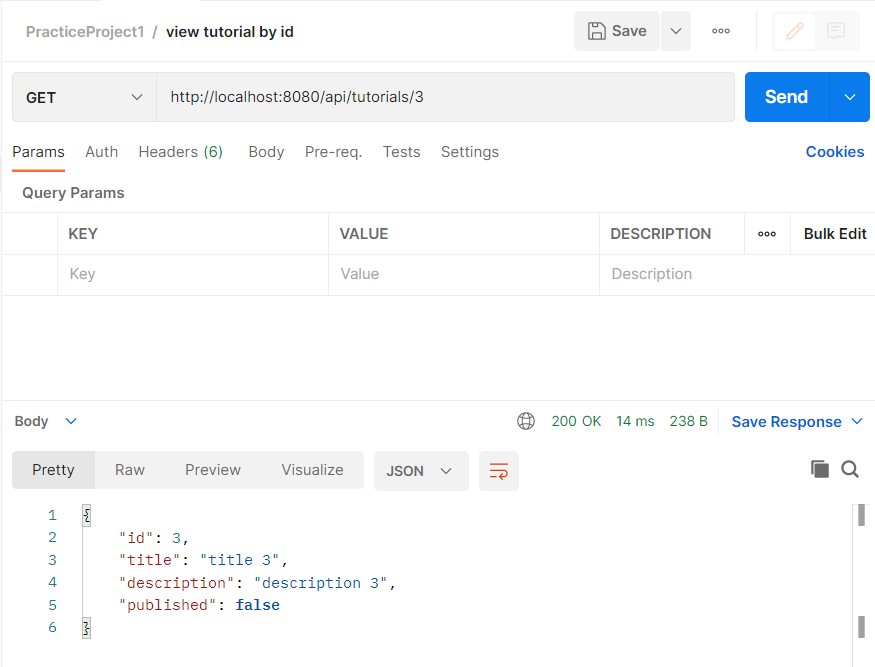 PracticeProject1 / view tutorial by id Save
GET http://localhost:8080/api/tutorials/3 Send
Params Auth Headers (6) Body Pre-req. Tests Settings Cookies
Query Params
KEY VALUE DESCRIPTION Bulk Edit
Key Value Description
Body 200 OK 14 ms 238 B Save Response
Pretty Raw Preview Visualize JSON
1 {
2 "id": 3,
3 "title": "title 3",
4 "description": "description 3",
5 "published": false
6 }